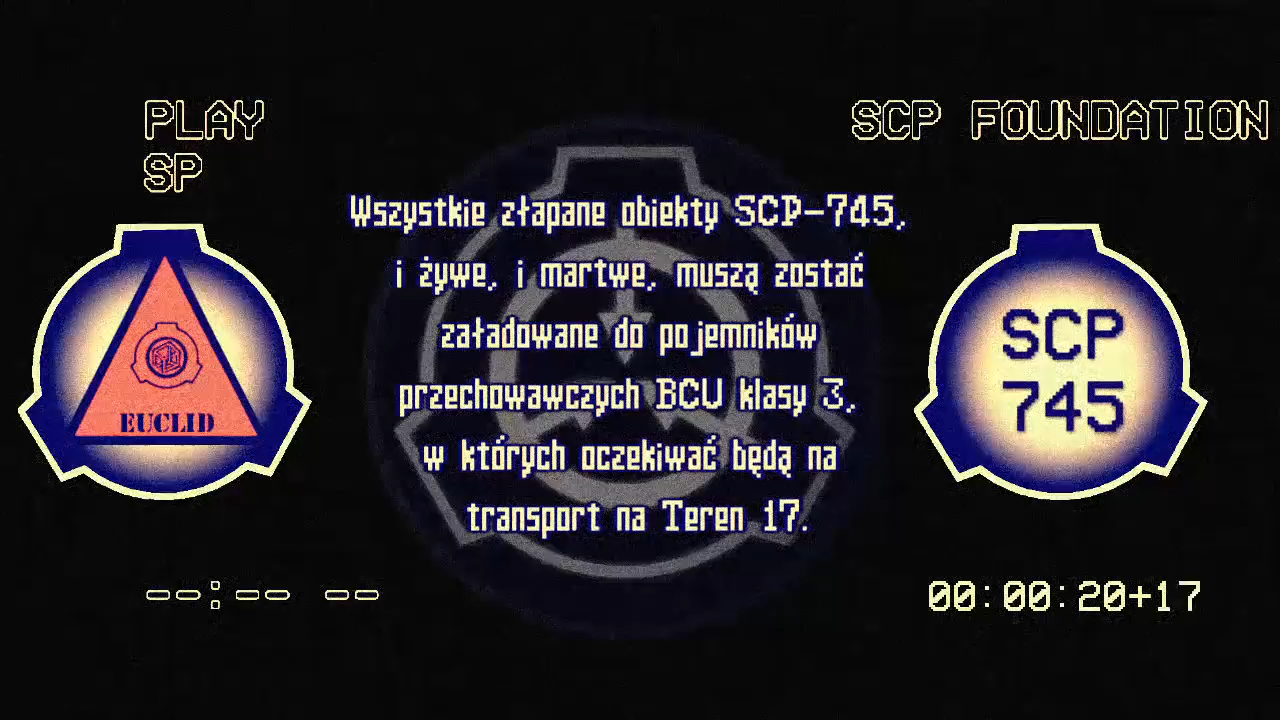 PLAY
SP
SCP FOUNDATION
Wszystkie złapane obiekty SCP-745,
i żywe, i martwe, muszą zostać
załadowane do pojemników
przechowawczych BCU klasy 3,
w których oczekiwać będą na
transport na Teren 17.
EUCLID
SCP
745
--:-- --
00:00:20+17